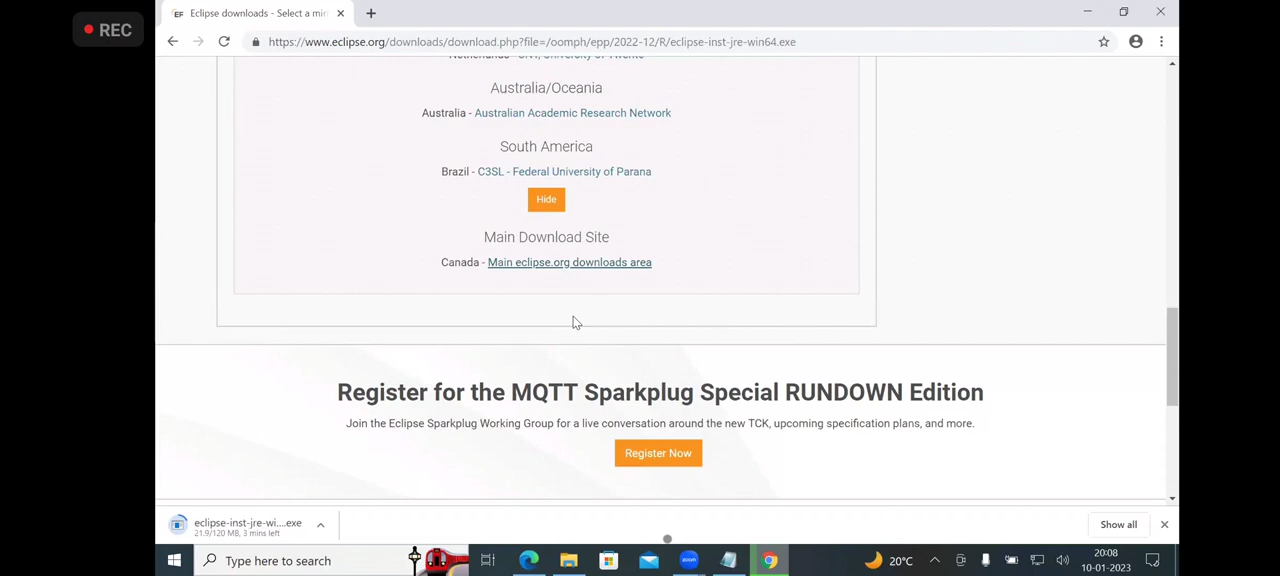 REC
EF Eclipse downloads - Select a mir
https://www.eclipse.org/downloads/download.php?file=/oomph/epp/2022-12/R/eclipse-inst-jre-win64.exe
Australia/Oceania
Australia - Australian Academic Research Network
South America
Brazil - C3SL - Federal University of Parana
Hide
Main Download Site
Canada - Main eclipse.org downloads area
Register for the MQTT Sparkplug Special RUNDOWN Edition
Join the Eclipse Sparkplug Working Group for a live conversation around the new TCK, upcoming specification plans, and more.
Register Now
eclipse-inst-jre-wi....exe
21.9/120 MB, 3 mins left
Show all
Type here to search
zoom
20°C
20:08
10-01-2023